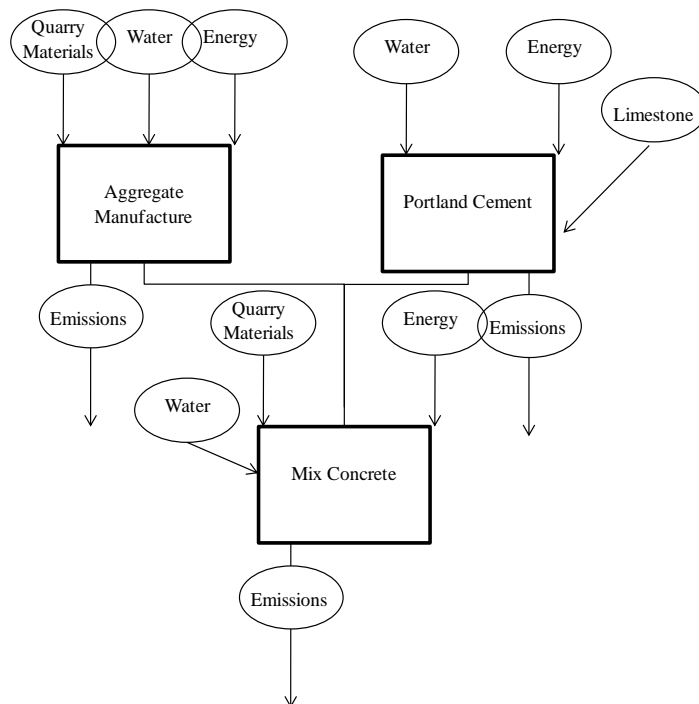 Quarry
Materials
Water
Energy
Water
Energy
Limestone
Aggregate
Manufacture
Portland Cement
Emissions
Quarry
Materials
Energy
Emissions
Water
Mix Concrete
Emissions